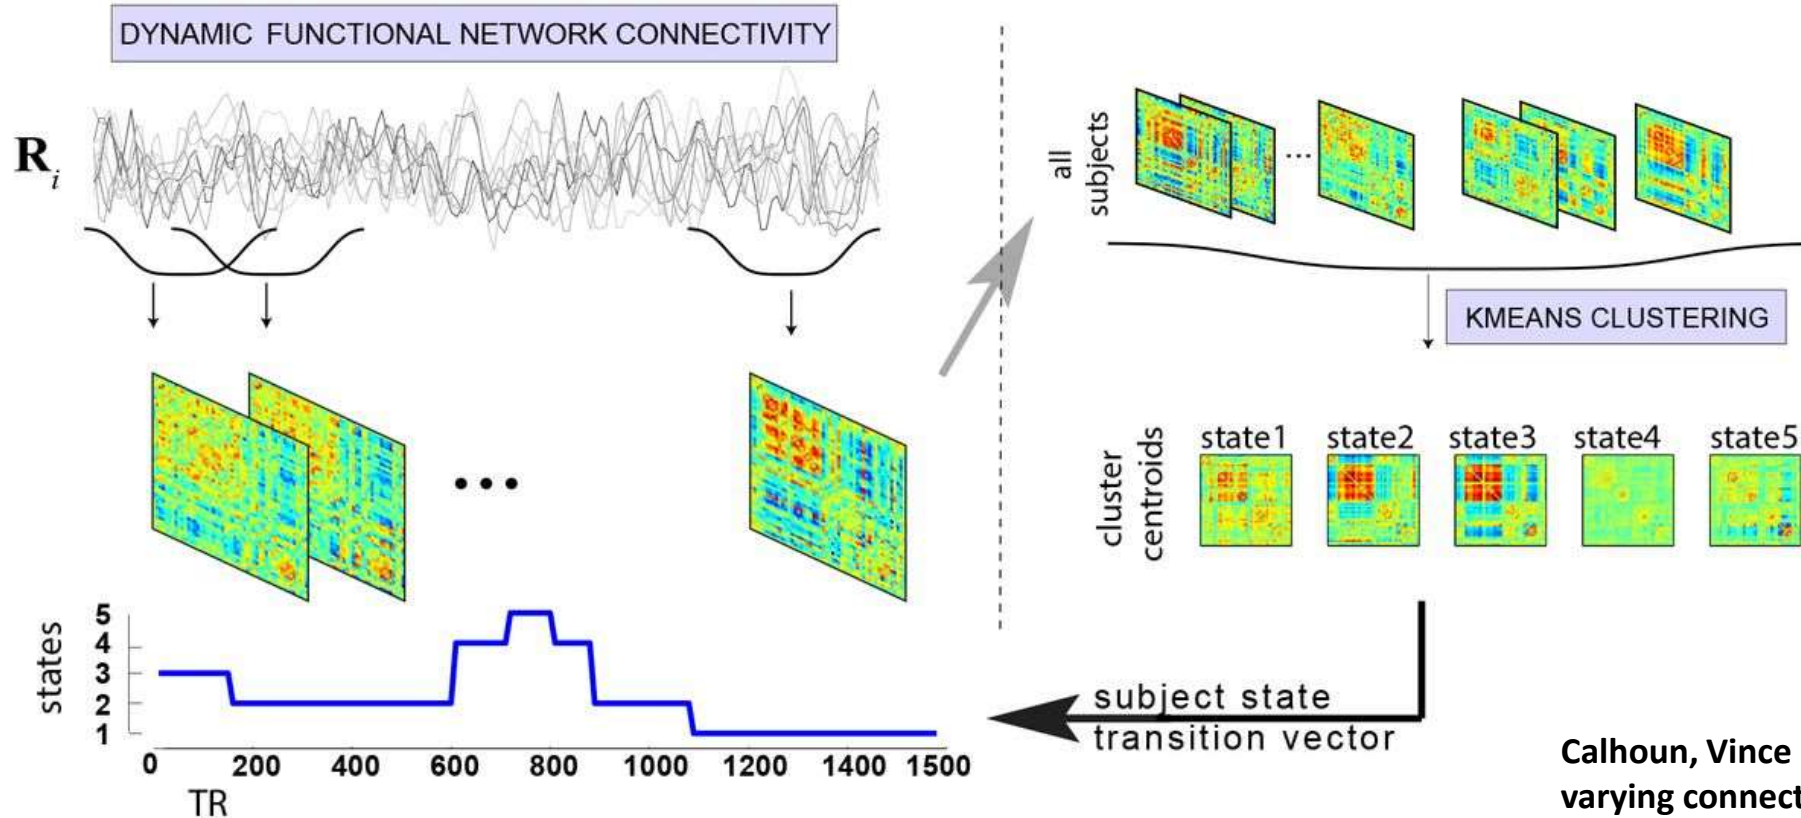 DYNAMIC FUNCTIONAL NETWORK CONNECTIVITY
R_i
all
subjects
...
KMEANS CLUSTERING
cluster
centroids
state1 state2 state3 state4 state5
states
5
4
3
2
1
0 200 400 600 800 1000 1200 1400 1500
TR
subject state
transition vector
Calhoun, Vince
varying connect